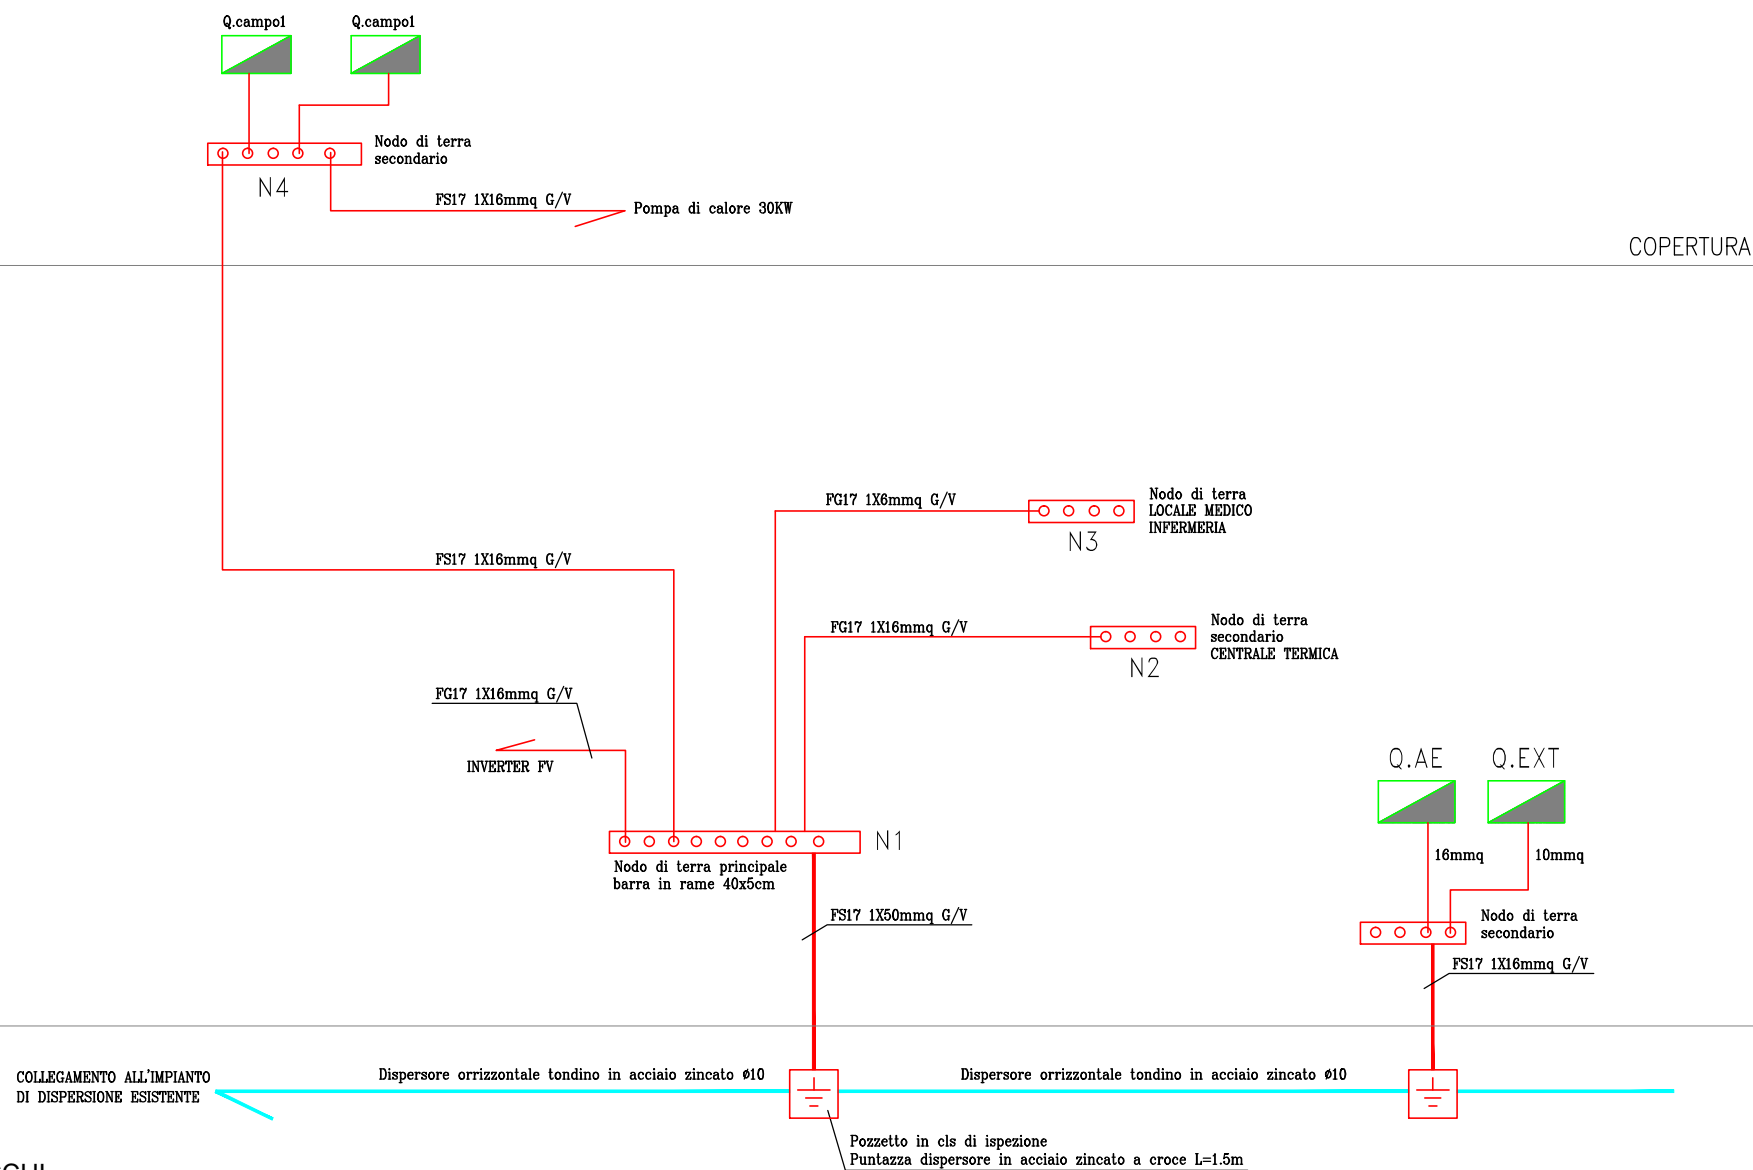 Q.campo1
Q.campo1
Nodo di terra
secondario
N4
FS17 1X16mmq G/V
Pompa di calore 30KW
COPERTURA
FG17 1X6mmq G/V
Nodo di terra
LOCALE MEDICO
INFERMERIA
N3
FS17 1X16mmq G/V
FG17 1X16mmq G/V
Nodo di terra
secondario
CENTRALE TERMICA
N2
FG17 1X16mmq G/V
INVERTER FV
Q.AE
Q.EXT
N1
16mmq
10mmq
Nodo di terra principale
barra in rame 40x5cm
FS17 1X50mmq G/V
Nodo di terra
secondario
FS17 1X16mmq G/V
COLLEGAMENTO ALL'IMPIANTO
DI DISPERSIONE ESISTENTE
Dispersore orrizzontale tondino in acciaio zincato ø10
Dispersore orrizzontale tondino in acciaio zincato ø10
Pozzetto in cls di ispezione
Puntazza dispersore in acciaio zincato a croce L=1.5m